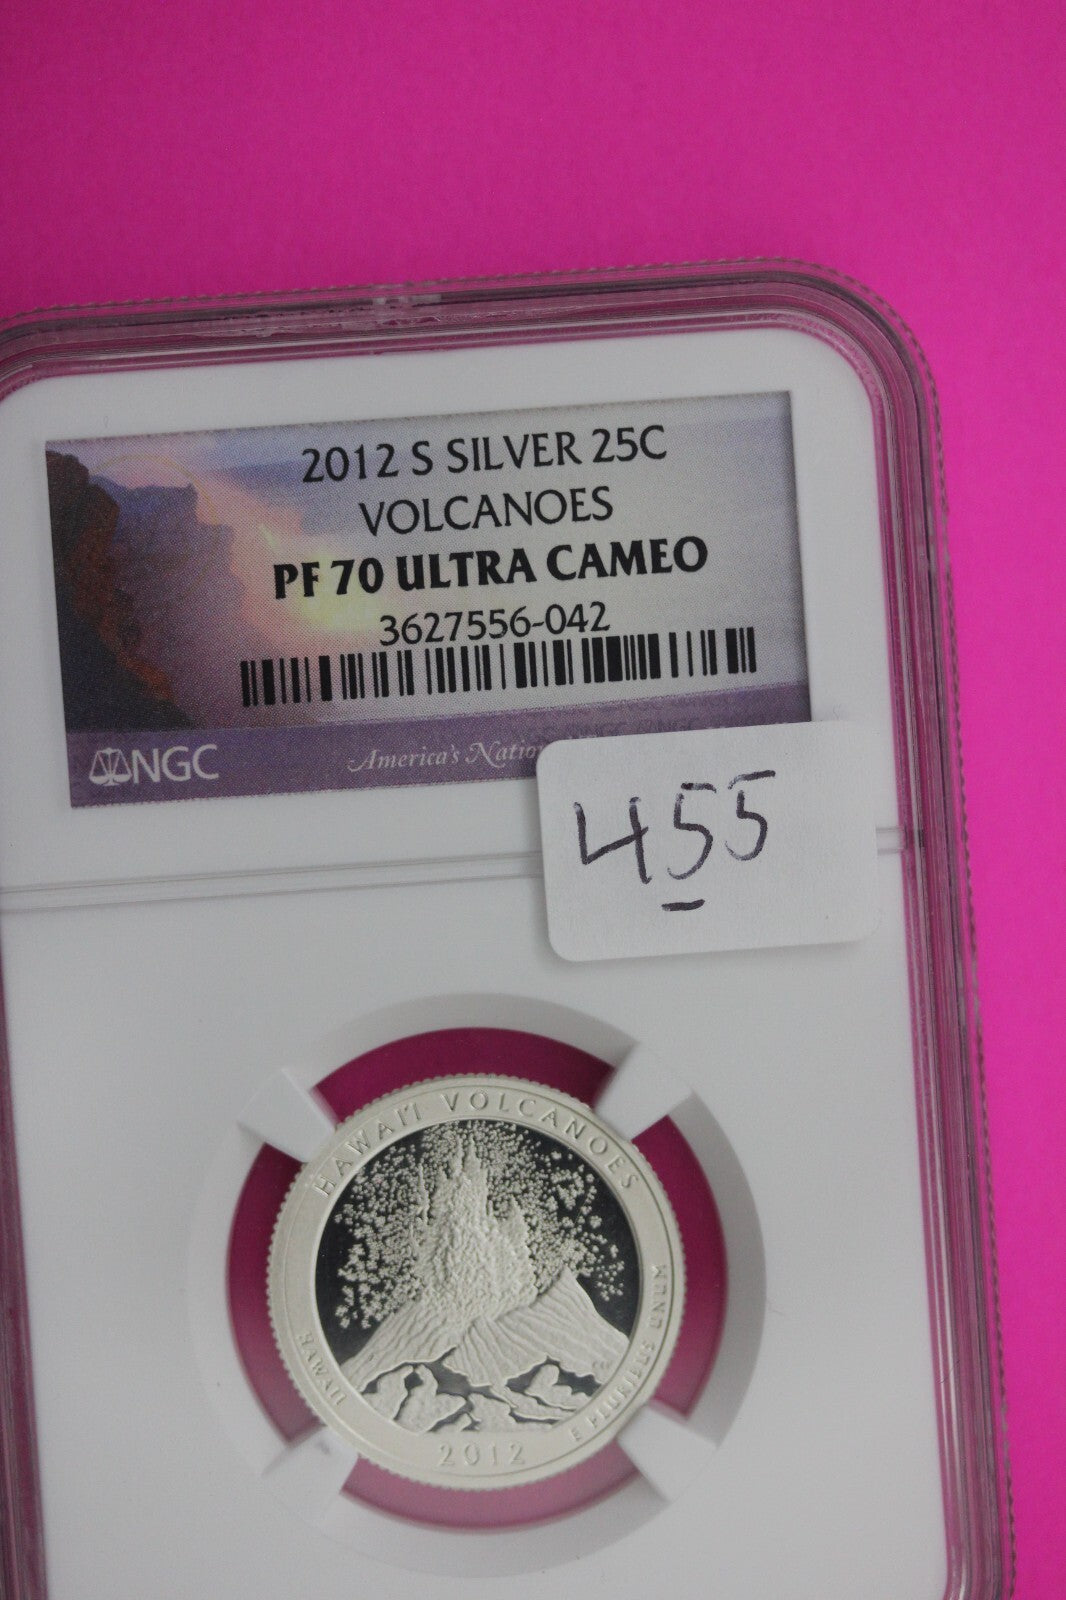 2012 S SILVER 25C
VOLCANOES
PF 70 ULTRA CAMEO
3627556-042
NGC
America's Natio
455
HAWAI'I VOLCANOES
HAWAII
2012
E PLURIBUS UNUM